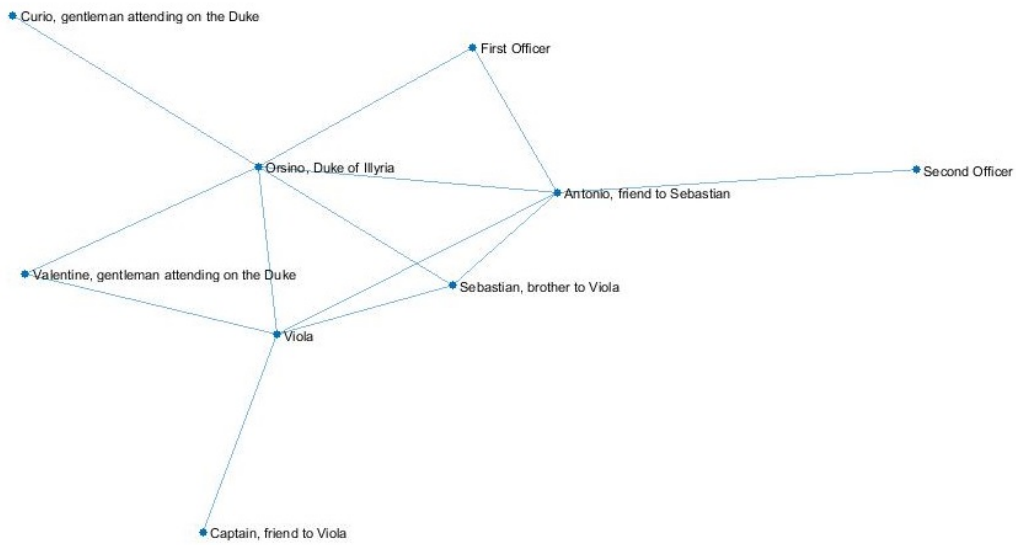 Curio, gentleman attending on the Duke
First Officer
Orsino, Duke of Illyria
Second Officer
Antonio, friend to Sebastian
Valentine, gentleman attending on the Duke
Sebastian, brother to Viola
Viola
Captain, friend to Viola